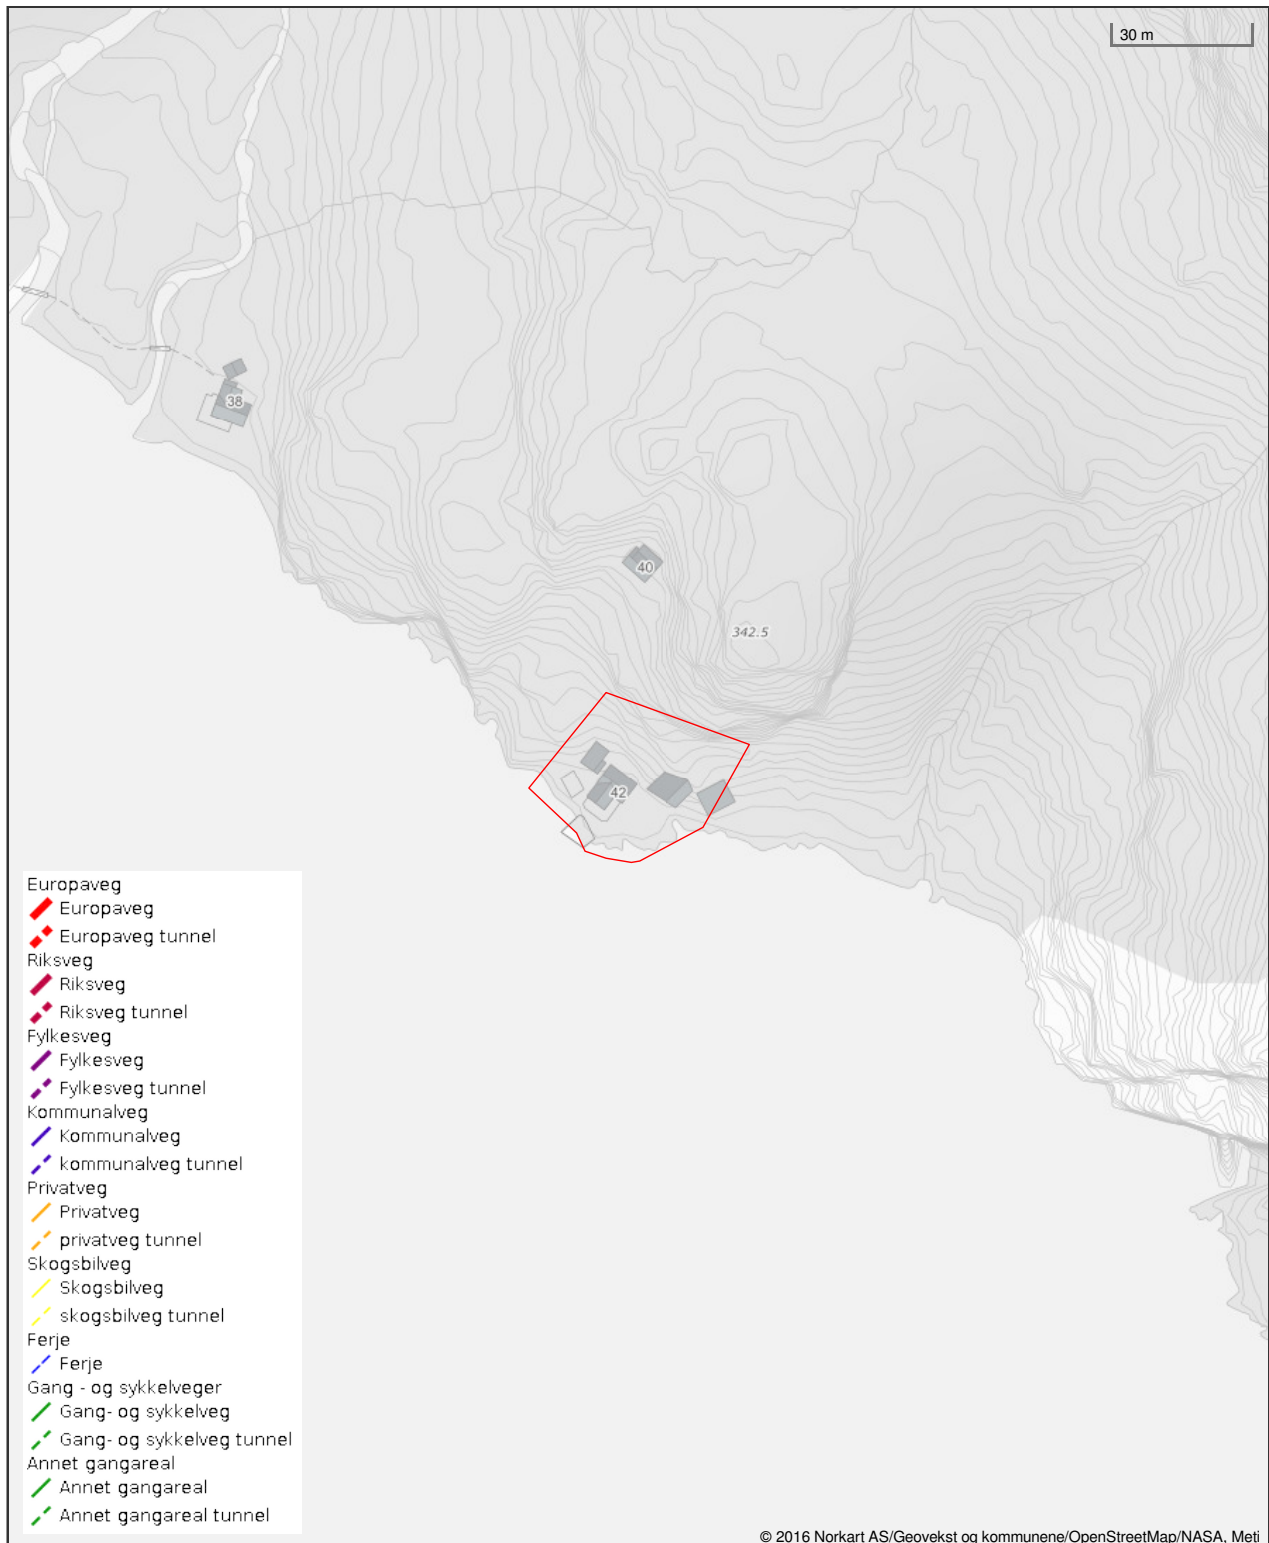 30 m
38
40
342.5
42
Europaveg
Europaveg
Europaveg tunnel
Riksveg
Riksveg
Riksveg tunnel
Fylkesveg
Fylkesveg
Fylkesveg tunnel
Kommunalveg
Kommunalveg
kommunalveg tunnel
Privatveg
Privatveg
privatveg tunnel
Skogsbilveg
Skogsbilveg
skogsbilveg tunnel
Ferje
Ferje
Gang - og sykkelveger
Gang- og sykkelveg
Gang- og sykkelveg tunnel
Annet gangareal
Annet gangareal
Annet gangareal tunnel
© 2016 Norkart AS/Geovekst og kommunene/OpenStreetMap/NASA, Meti